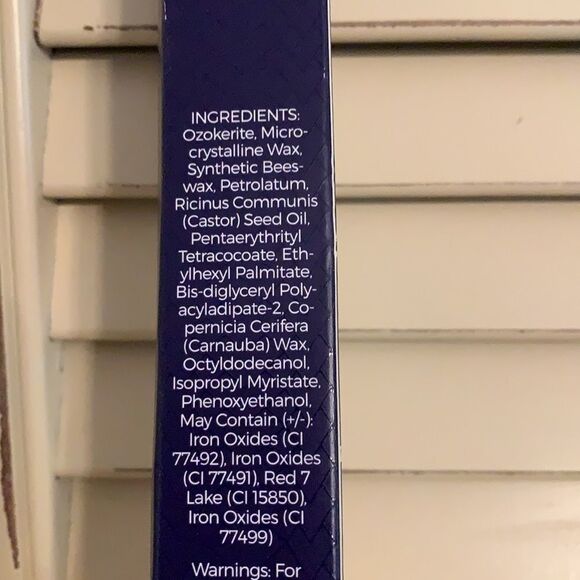 INGREDIENTS:
Ozokerite, Micro-
crystalline Wax,
Synthetic Bees-
wax, Petrolatum,
Ricinus Communis
(Castor) Seed Oil,
Pentaerythrityl
Tetracocoate, Eth-
ylhexyl Palmitate,
Bis-diglyceryl Poly-
acyladipate-2, Co-
pernicia Cerifera
(Carnauba) Wax,
Octyldodecanol,
Isopropyl Myristate,
Phenoxyethanol,
May Contain (+/-):
Iron Oxides (CI
77492), Iron Oxides
(CI 77491), Red 7
Lake (CI 15850),
Iron Oxides (CI
77499)
Warnings: For